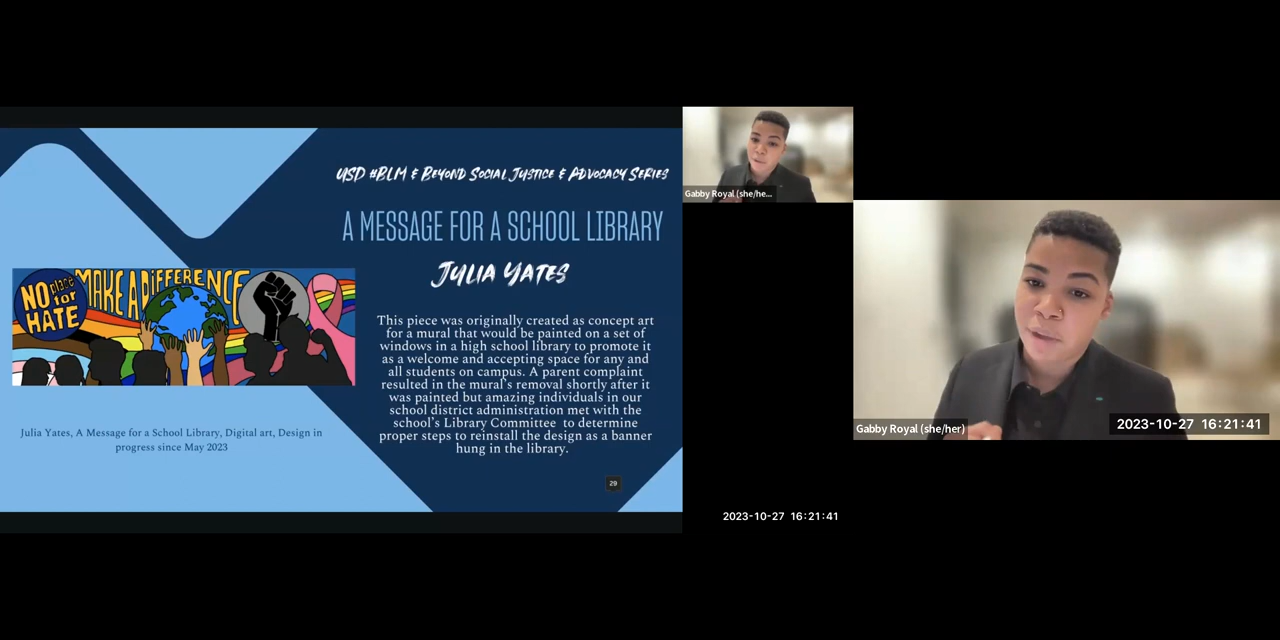 USD #BLM & Beyond Social Justice & Advocacy Series
A MESSAGE FOR A SCHOOL LIBRARY
JULIA YATES
NO place for HATE
MAKE A DIFFERENCE
This piece was originally created as concept art
for a mural that would be painted on a set of
windows in a high school library to promote it
as a welcome and accepting space for any and
all students on campus. A parent complaint
resulted in the mural's removal shortly after it
was painted but amazing individuals in our
school district administration met with the
school's Library Committee to determine
proper steps to reinstall the design as a banner
hung in the library.
Julia Yates, A Message for a School Library, Digital art, Design in
progress since May 2023
29
Gabby Royal (she/he...
2023-10-27 16:21:41
Gabby Royal (she/her)
2023-10-27 16:21:41